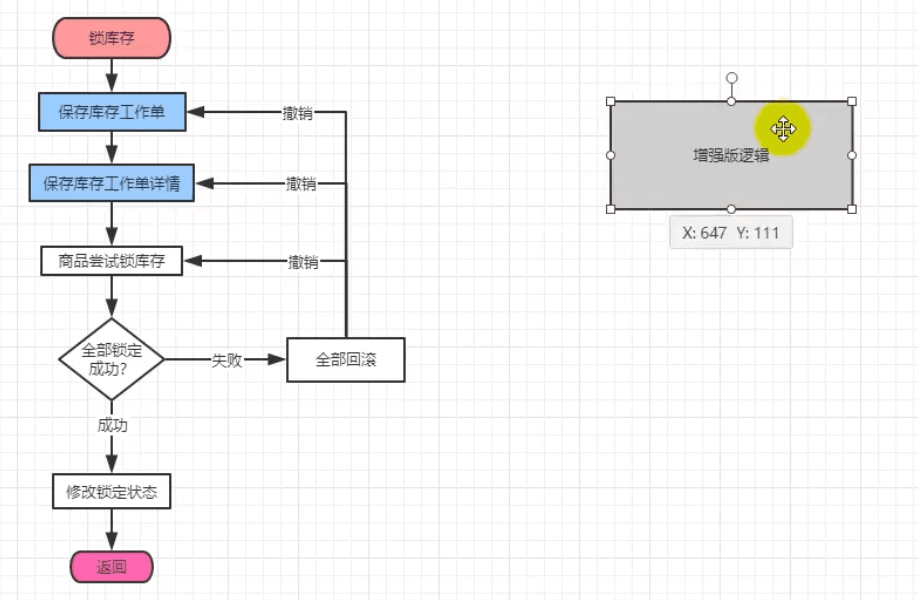 锁库存
保存库存工作单
撤销
保存库存工作单详情
撤销
商品尝试锁库存
撤销
全部锁定
成功?
失败
全部回滚
成功
修改锁定状态
返回
增强版逻辑
X: 647 Y: 111